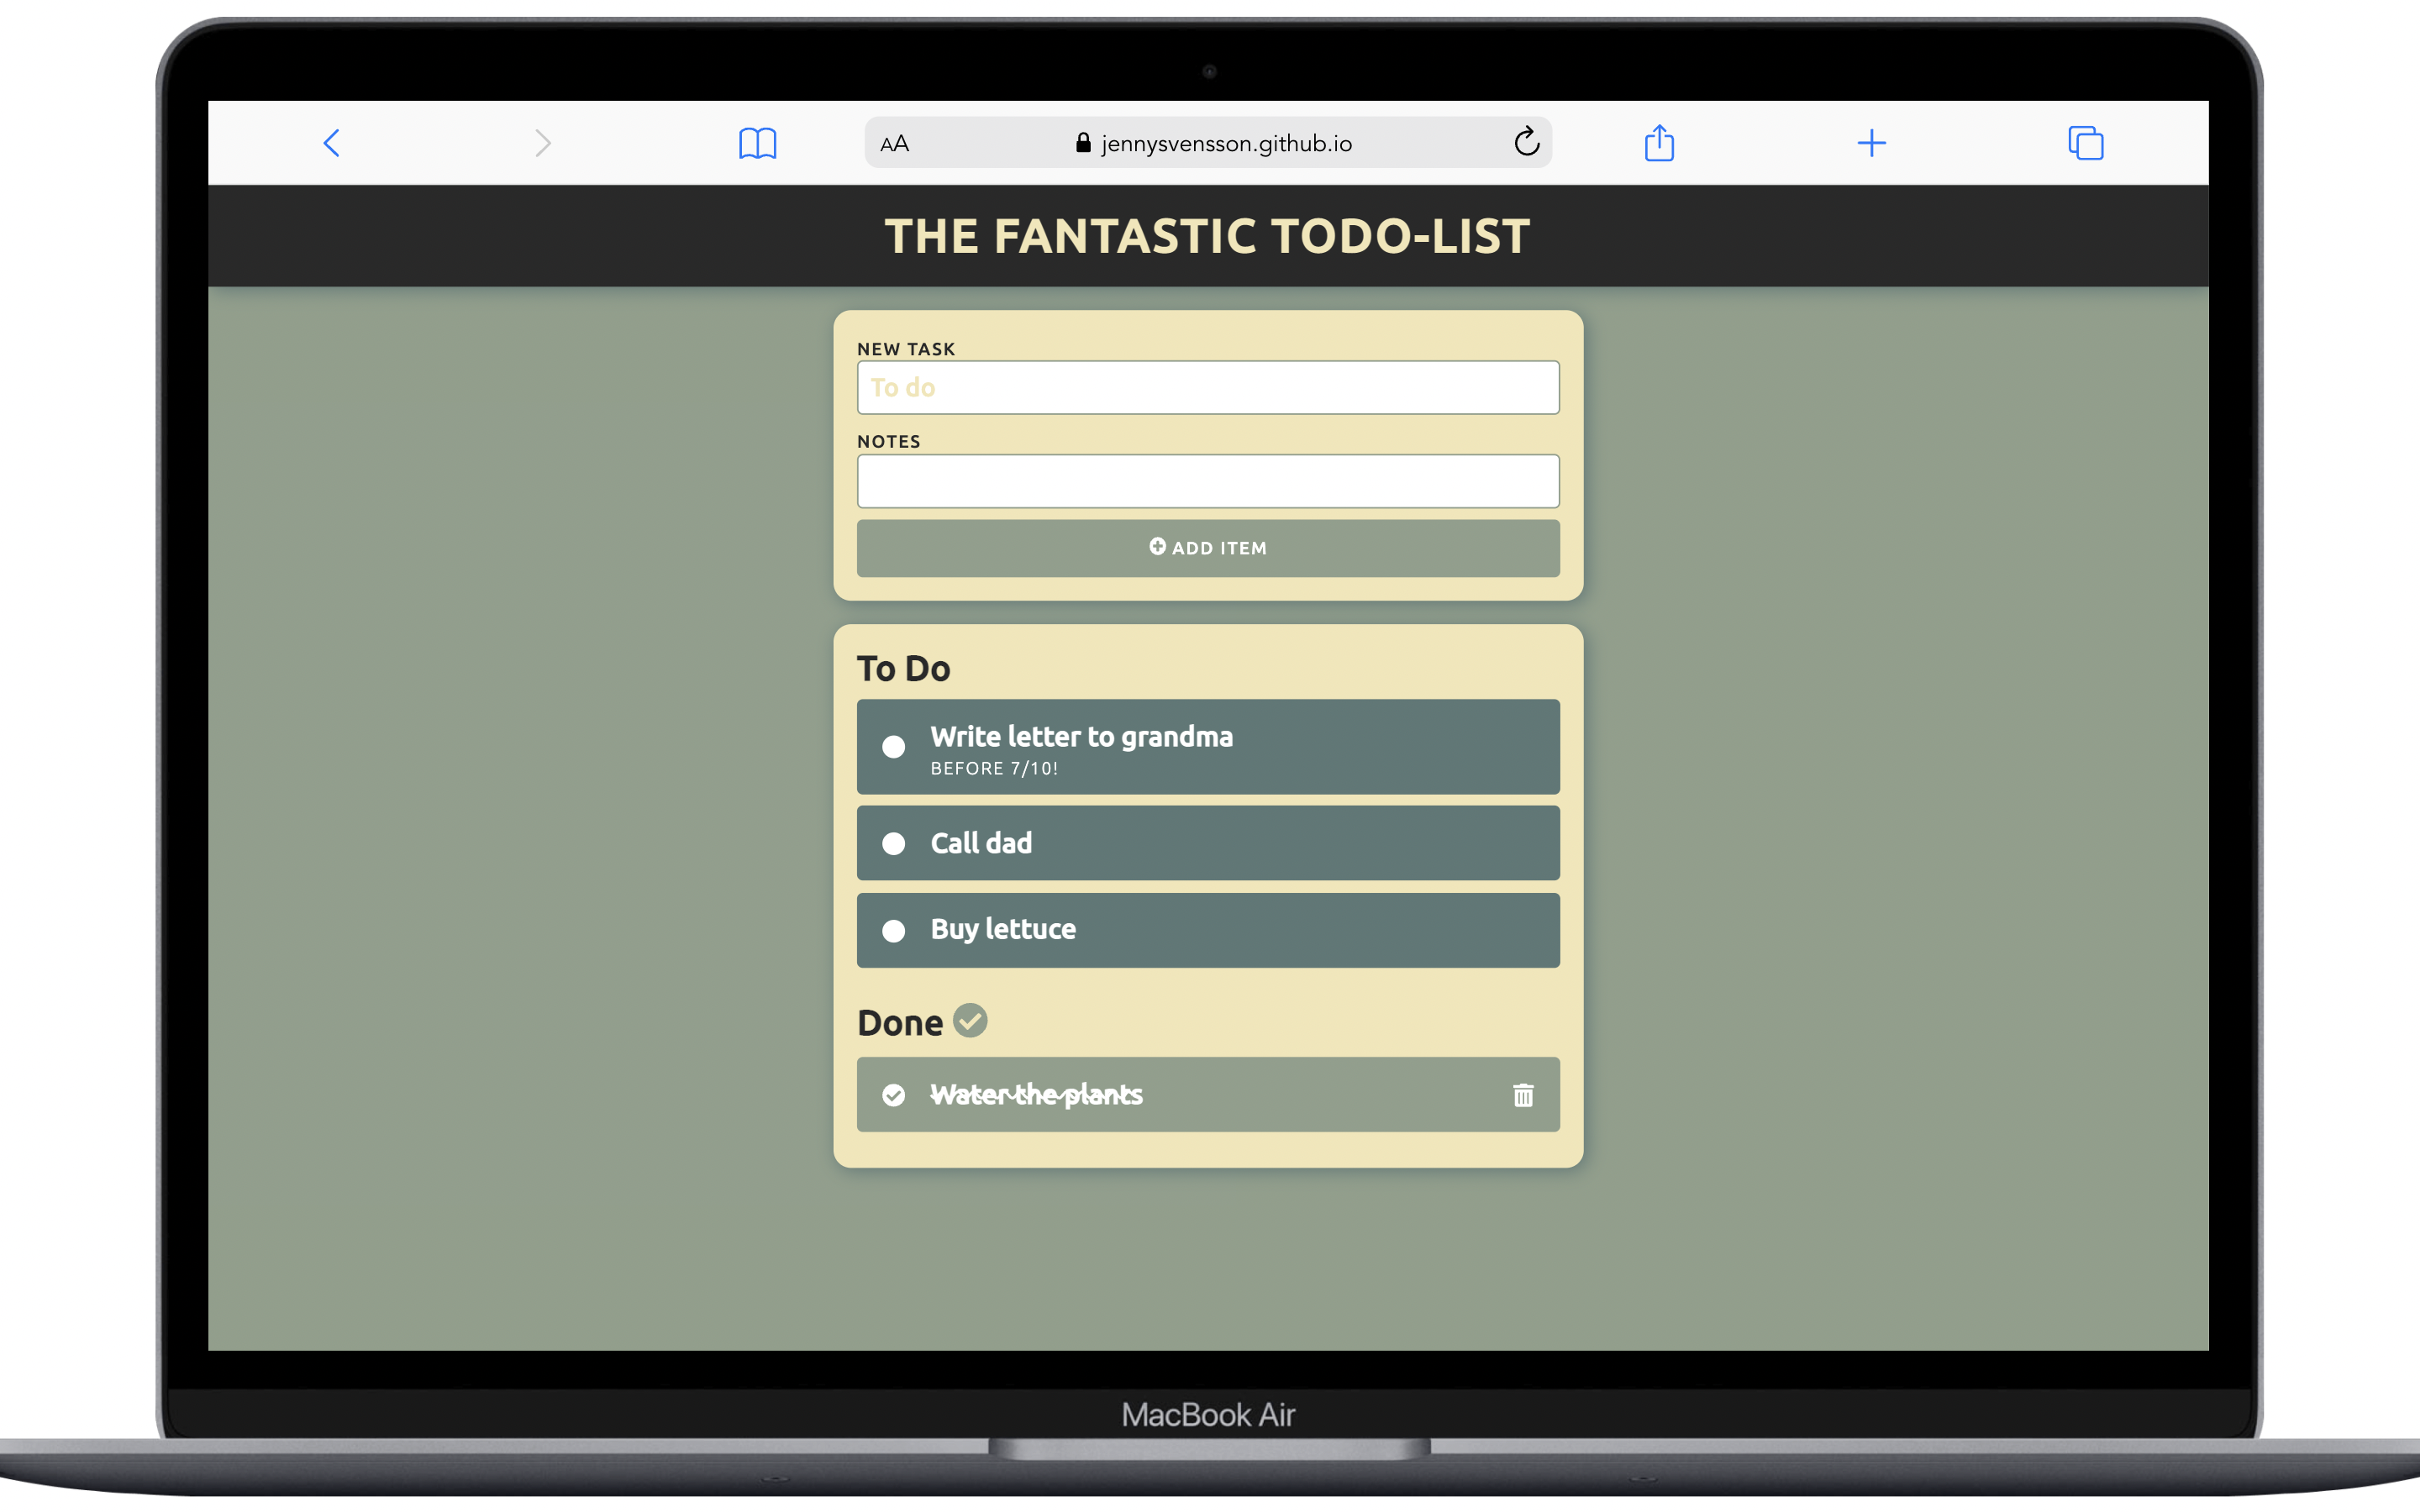 AA jennysvensson.github.io
THE FANTASTIC TODO-LIST
NEW TASK
To do
NOTES
ADD ITEM
To Do
Write letter to grandma
BEFORE 7/10!
Call dad
Buy lettuce
Done
Water the plants
MacBook Air